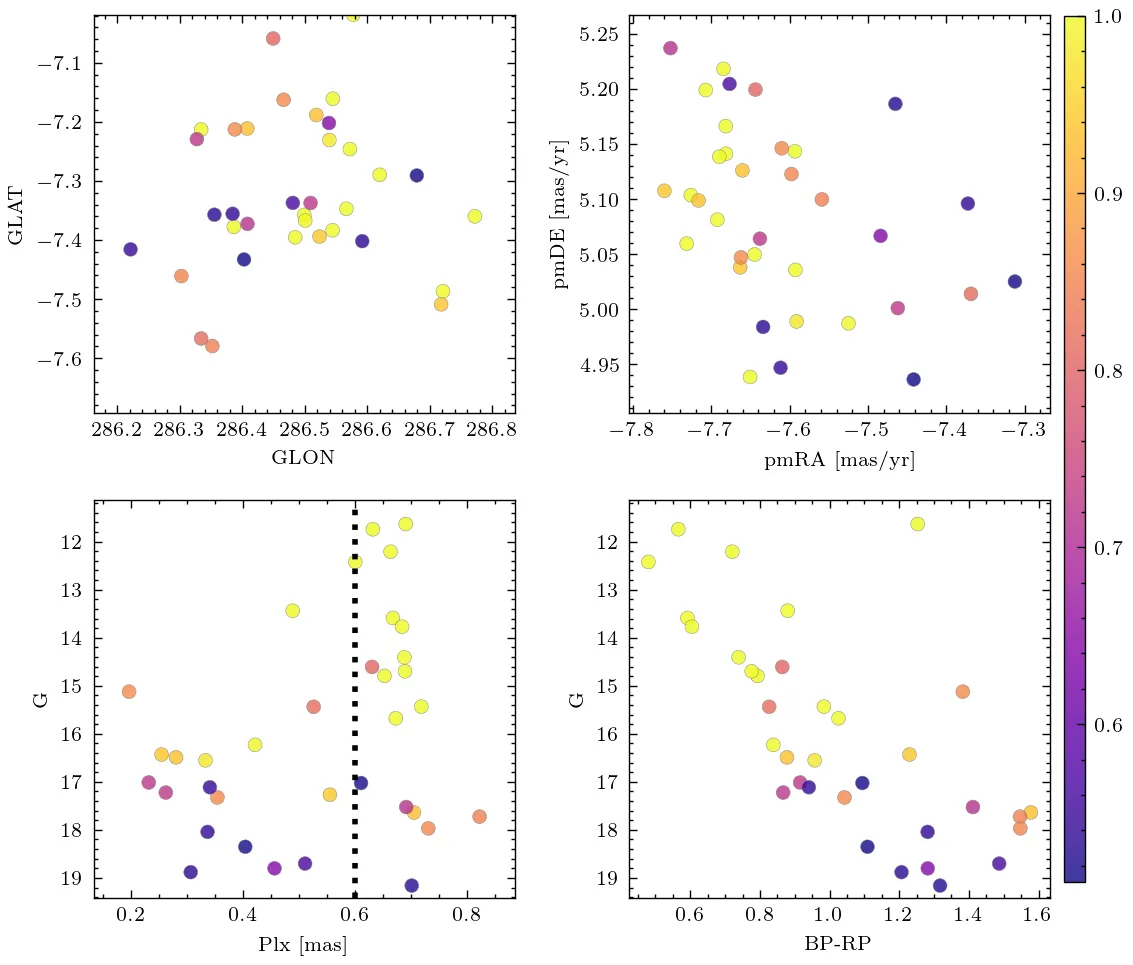 −7.1
−7.2
−7.3
−7.4
−7.5
−7.6
GLAT
286.2 286.3 286.4 286.5 286.6 286.7 286.8
GLON
5.25
5.20
5.15
5.10
5.05
5.00
4.95
pmDE [mas/yr]
−7.8 −7.7 −7.6 −7.5 −7.4 −7.3
pmRA [mas/yr]
1.0
0.9
0.8
0.7
0.6
12
13
14
15
16
17
18
19
G
0.2 0.4 0.6 0.8
Plx [mas]
12
13
14
15
16
17
18
19
G
0.6 0.8 1.0 1.2 1.4 1.6
BP-RP